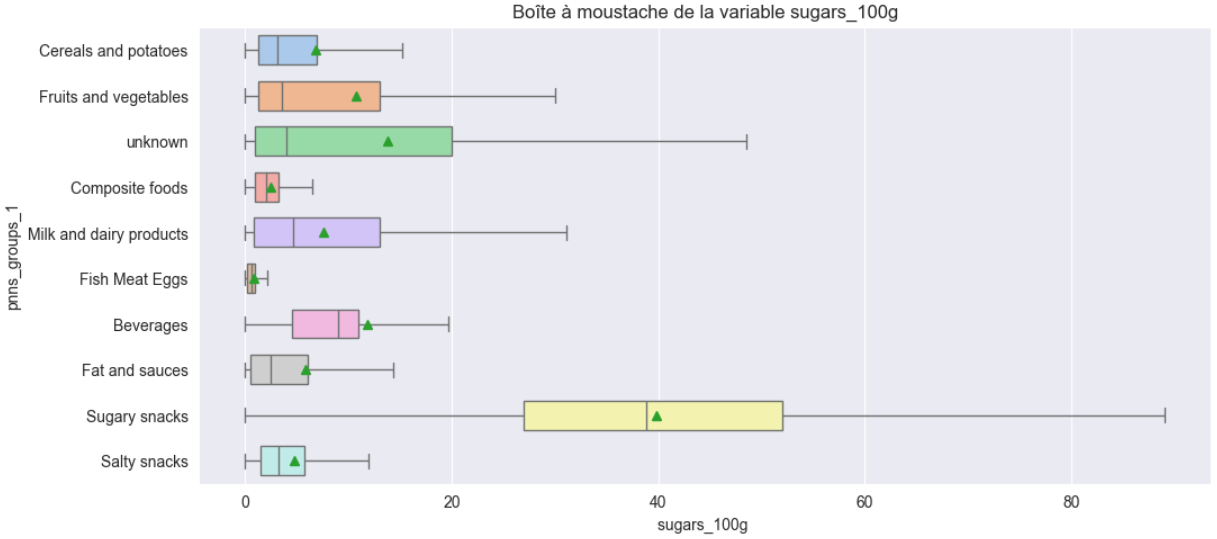 Boîte à moustache de la variable sugars_100g
pnns_groups_1
Cereals and potatoes
Fruits and vegetables
unknown
Composite foods
Milk and dairy products
Fish Meat Eggs
Beverages
Fat and sauces
Sugary snacks
Salty snacks
0 20 40 60 80
sugars_100g